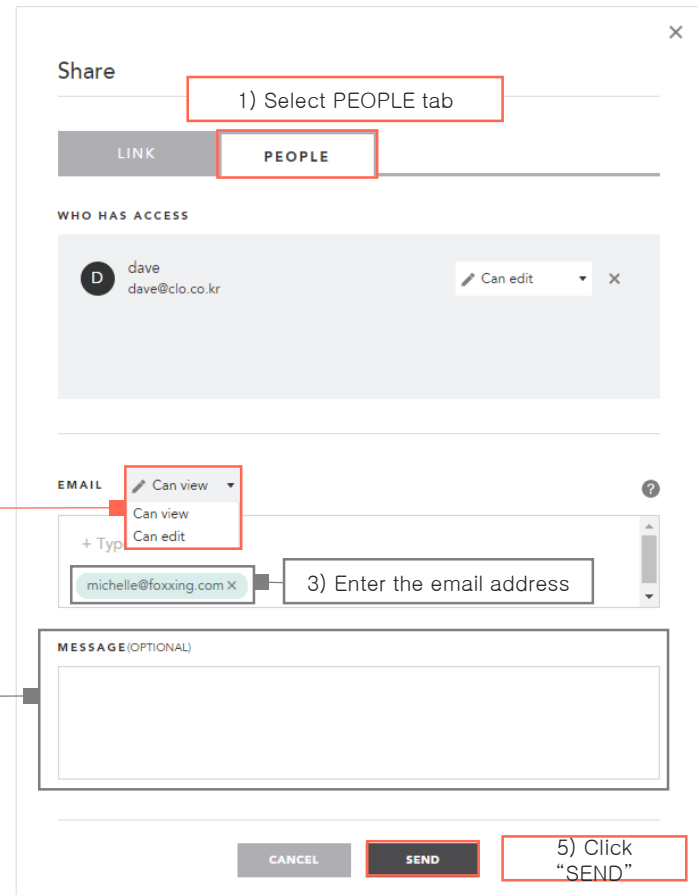 ×
Share
1) Select PEOPLE tab
LINK PEOPLE
WHO HAS ACCESS
D dave Can edit ×
dave@clo.co.kr
EMAIL Can view ?
Can view
Can edit
+ Typ
michelle@foxxing.com ×
3) Enter the email address
MESSAGE(OPTIONAL)
CANCEL SEND
5) Click
“SEND”